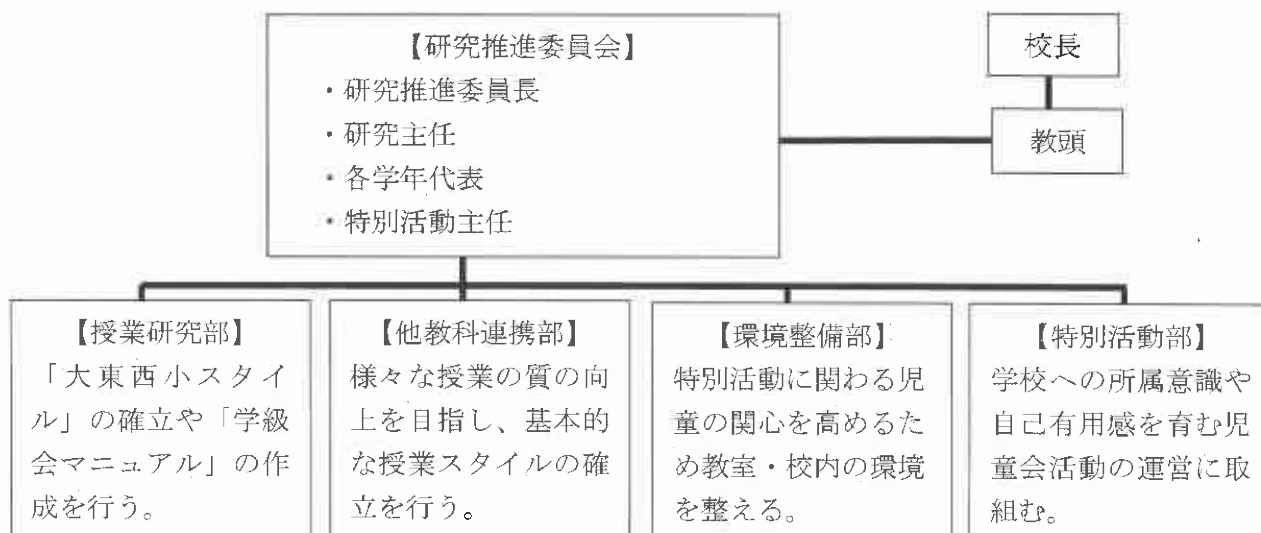 【研究推進委員会】
・研究推進委員長
・研究主任
・各学年代表
・特別活動主任
校長
教頭
【授業研究部】
「大東西小スタイ
ル」の確立や「学級
会マニュアル」の作
成を行う。
【他教科連携部】
様々な授業の質の向
上を目指し、基本的
な授業スタイルの確
立を行う。
【環境整備部】
特別活動に関わる児
童の関心を高めるた
め教室・校内の環境
を整える。
【特別活動部】
学校への所属意識や
自己有用感を育む児
童会活動の運営に取
組む。